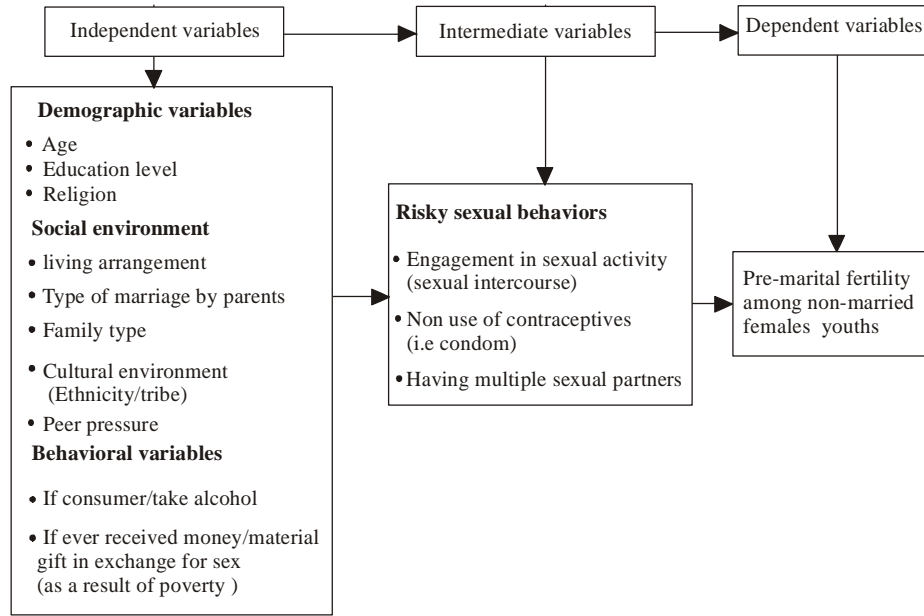 Independent variables
Intermediate variables
Dependent variables
Demographic variables
• Age
• Education level
• Religion
Social environment
• living arrangement
• Type of marriage by parents
• Family type
• Cultural environment
(Ethnicity/tribe)
• Peer pressure
Behavioral variables
• If consumer/take alcohol
• If ever received money/material
gift in exchange for sex
(as a result of poverty )
Risky sexual behaviors
• Engagement in sexual activity
(sexual intercourse)
• Non use of contraceptives
(i.e condom)
• Having multiple sexual partners
Pre-marital fertility
among non-married
females youths